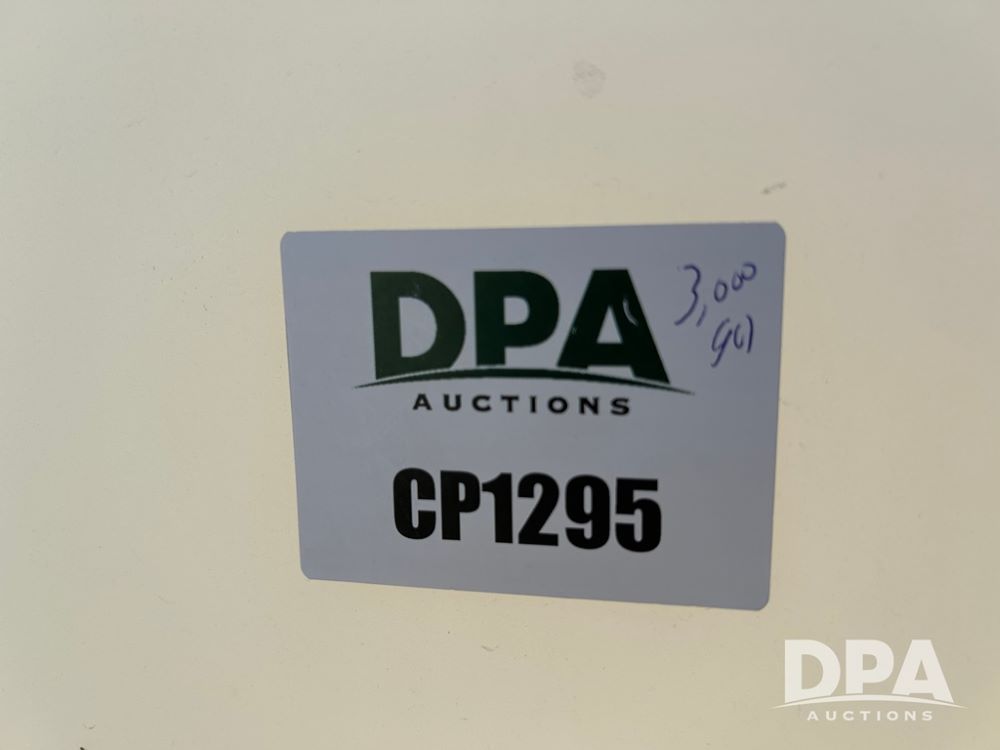 DPA
AUCTIONS
3,000
gal
CP1295
DPA
AUCTIONS